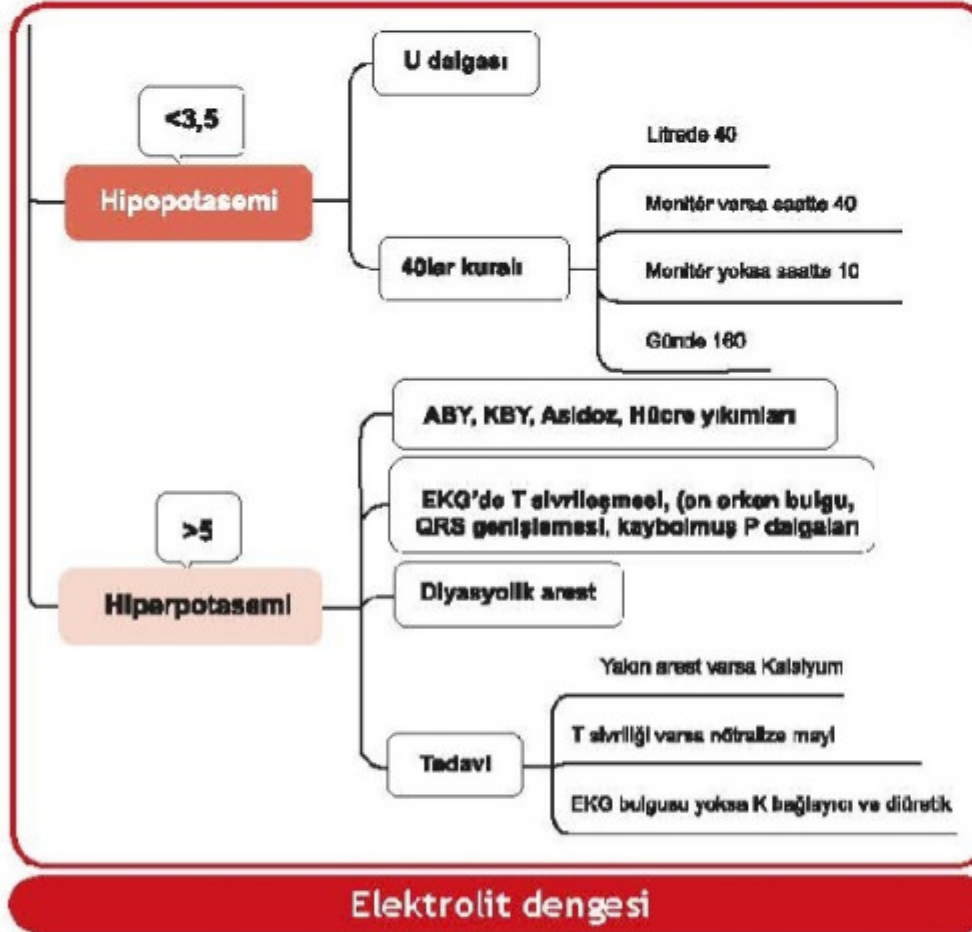 <3,5
Hipopotasemi
U dalgası
40lar kuralı
Litrede 40
Monitör varsa saatte 40
Monitör yoksa saatte 10
Günde 160
>5
Hiperpotasemi
ABY, KBY, Asidoz, Hücre yıkımları
EKG'de T sivrileşmesi, (en erken bulgu,
QRS genişlemesi, kaybolmuş P dalgaları
Diyasyolik arest
Tedavi
Yakın arest varsa Kalsiyum
T sivriliği varsa nötralize mayi
EKG bulgusu yoksa K bağlayıcı ve diüretik
Elektrolit dengesi